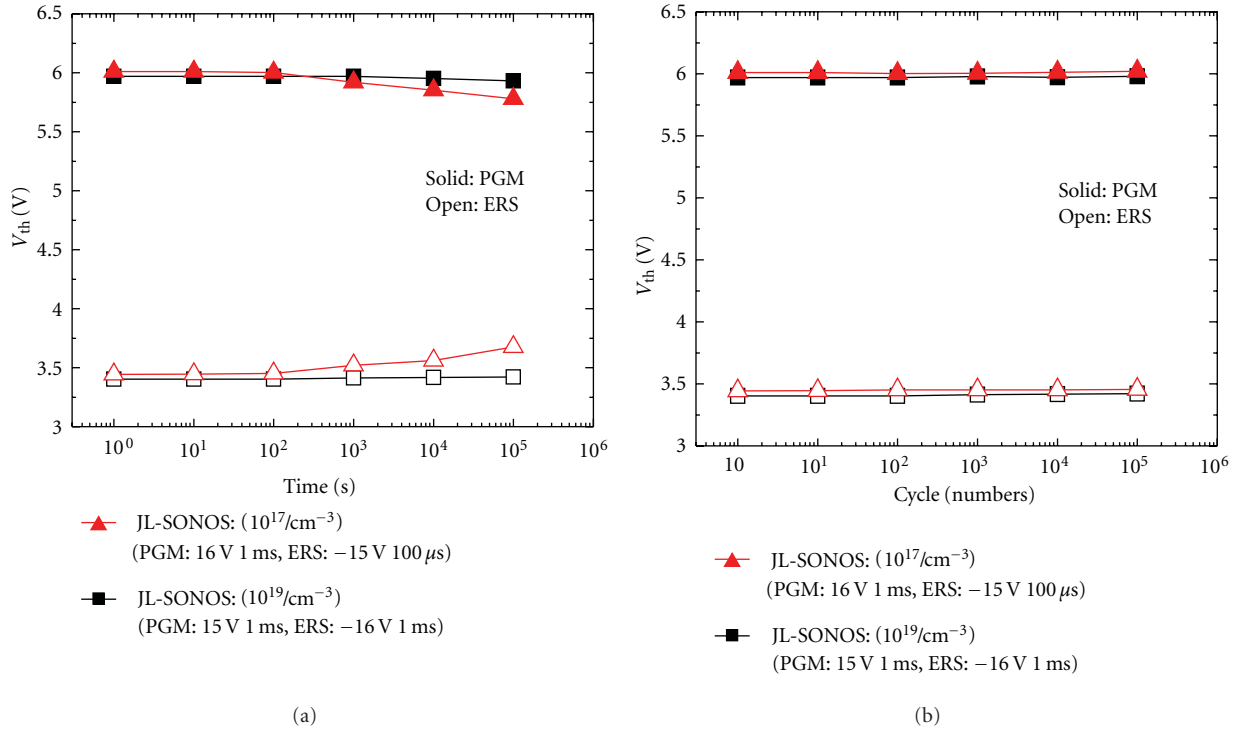 6.5
6
5.5
5
4.5
4
3.5
3
V_th (V)
Solid: PGM
Open: ERS
10^0 10^1 10^2 10^3 10^4 10^5 10^6
Time (s)
JL-SONOS: (10^17/cm^−3)
(PGM: 16 V 1 ms, ERS: −15 V 100 μs)
JL-SONOS: (10^19/cm^−3)
(PGM: 15 V 1 ms, ERS: −16 V 1 ms)
(a)
6.5
6
5.5
5
4.5
4
3.5
3
V_th (V)
Solid: PGM
Open: ERS
10 10^1 10^2 10^3 10^4 10^5 10^6
Cycle (numbers)
JL-SONOS: (10^17/cm^−3)
(PGM: 16 V 1 ms, ERS: −15 V 100 μs)
JL-SONOS: (10^19/cm^−3)
(PGM: 15 V 1 ms, ERS: −16 V 1 ms)
(b)